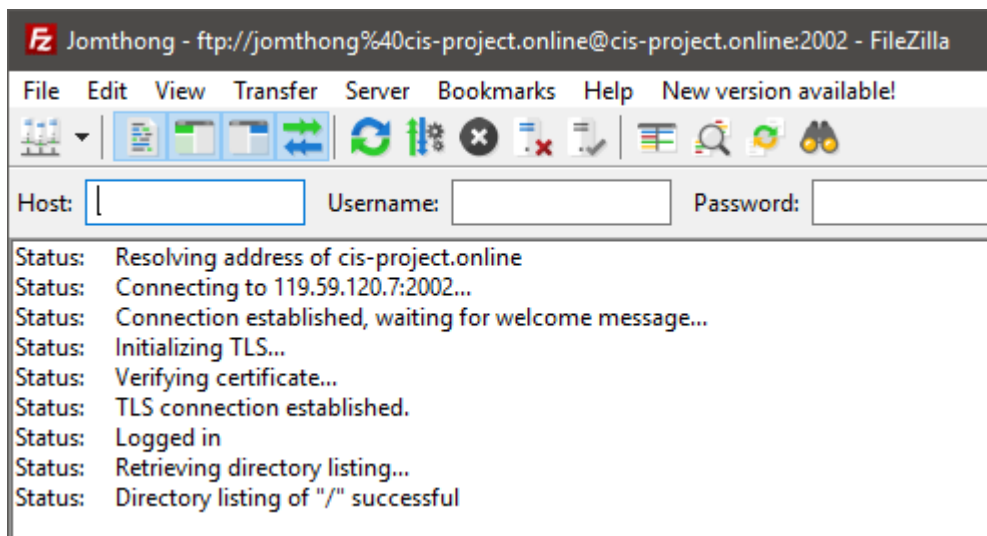 Fz Jomthong - ftp://jomthong%40cis-project.online@cis-project.online:2002 - FileZilla
File Edit View Transfer Server Bookmarks Help New version available!
Host: Username: Password:
Status: Resolving address of cis-project.online
Status: Connecting to 119.59.120.7:2002...
Status: Connection established, waiting for welcome message...
Status: Initializing TLS...
Status: Verifying certificate...
Status: TLS connection established.
Status: Logged in
Status: Retrieving directory listing...
Status: Directory listing of "/" successful